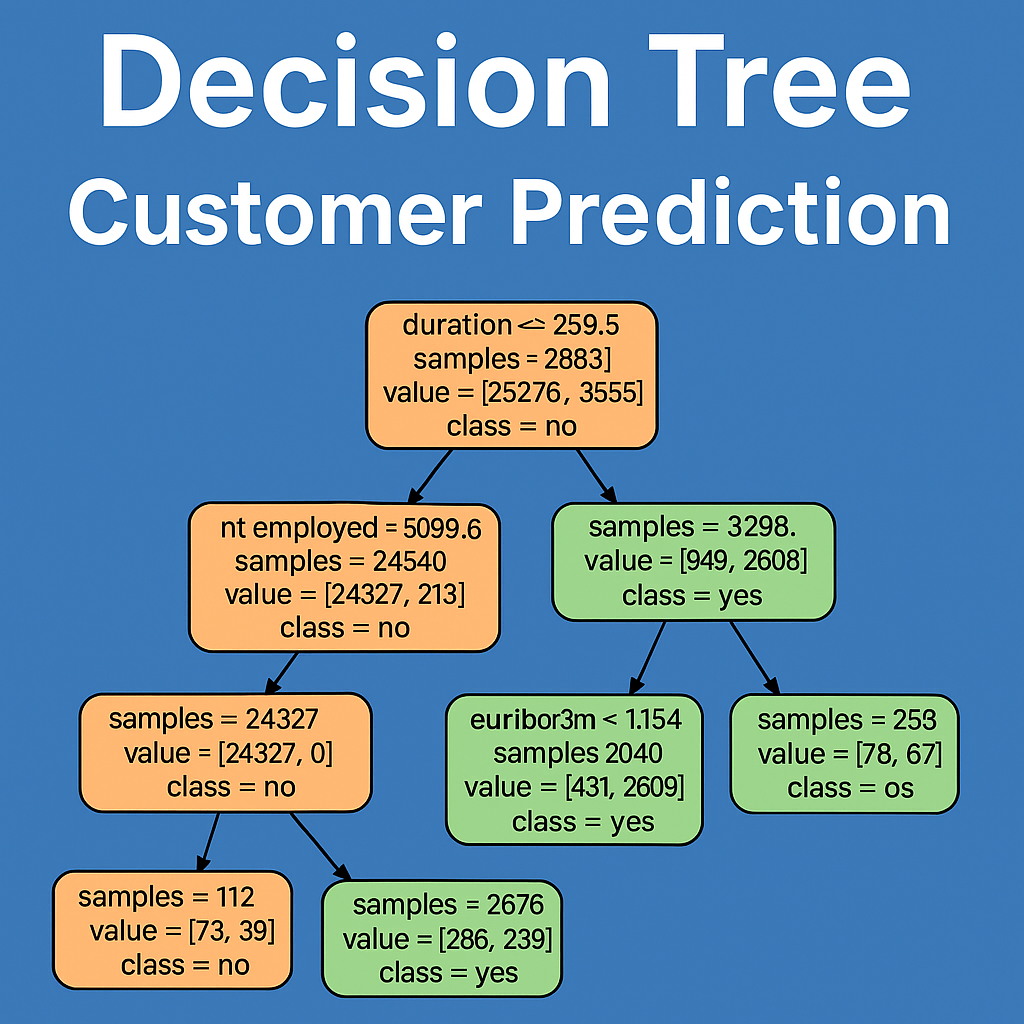 Decision Tree
Customer Prediction
duration <= 259.5
samples = 2883]
value = [25276, 3555]
class = no
nt employed = 5099.6
samples = 24540
value = [24327, 213]
class = no
samples = 3298.
value = [949, 2608]
class = yes
samples = 24327
value = [24327, 0]
class = no
euribor3m < 1.154
samples 2040
value = [431, 2609]
class = yes
samples = 253
value = [78, 67]
class = os
samples = 112
value = [73, 39]
class = no
samples = 2676
value = [286, 239]
class = yes